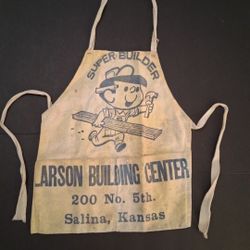 SUPER BUILDER
LARSON BUILDING CENTER
200 No. 5th.
Salina, Kansas